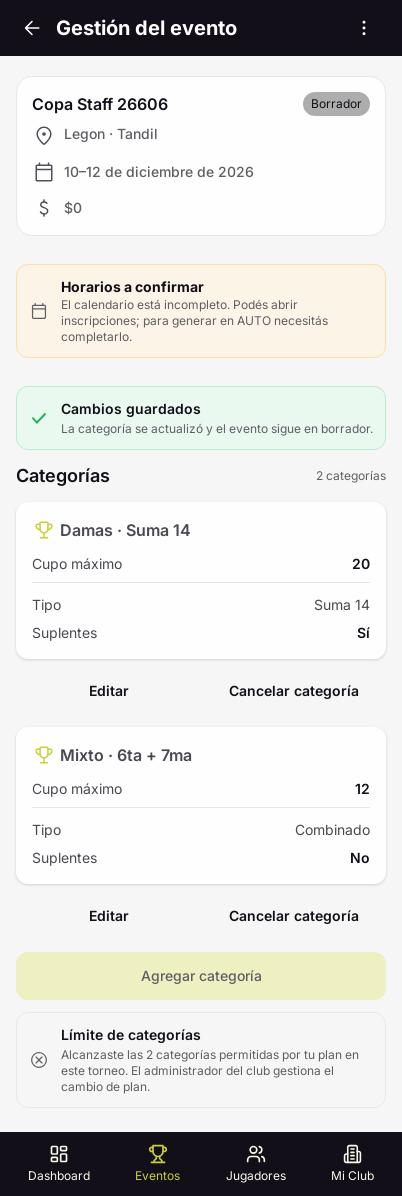 Gestión del evento
Copa Staff 26606
Borrador
Legon · Tandil
10–12 de diciembre de 2026
$0
Horarios a confirmar
El calendario está incompleto. Podés abrir
inscripciones; para generar en AUTO necesitás
completarlo.
Cambios guardados
La categoría se actualizó y el evento sigue en borrador.
Categorías
2 categorías
Damas · Suma 14
Cupo máximo 20
Tipo Suma 14
Suplentes Sí
Editar Cancelar categoría
Mixto · 6ta + 7ma
Cupo máximo 12
Tipo Combinado
Suplentes No
Editar Cancelar categoría
Agregar categoría
Límite de categorías
Alcanzaste las 2 categorías permitidas por tu plan en
este torneo. El administrador del club gestiona el
cambio de plan.
Dashboard Eventos Jugadores Mi Club